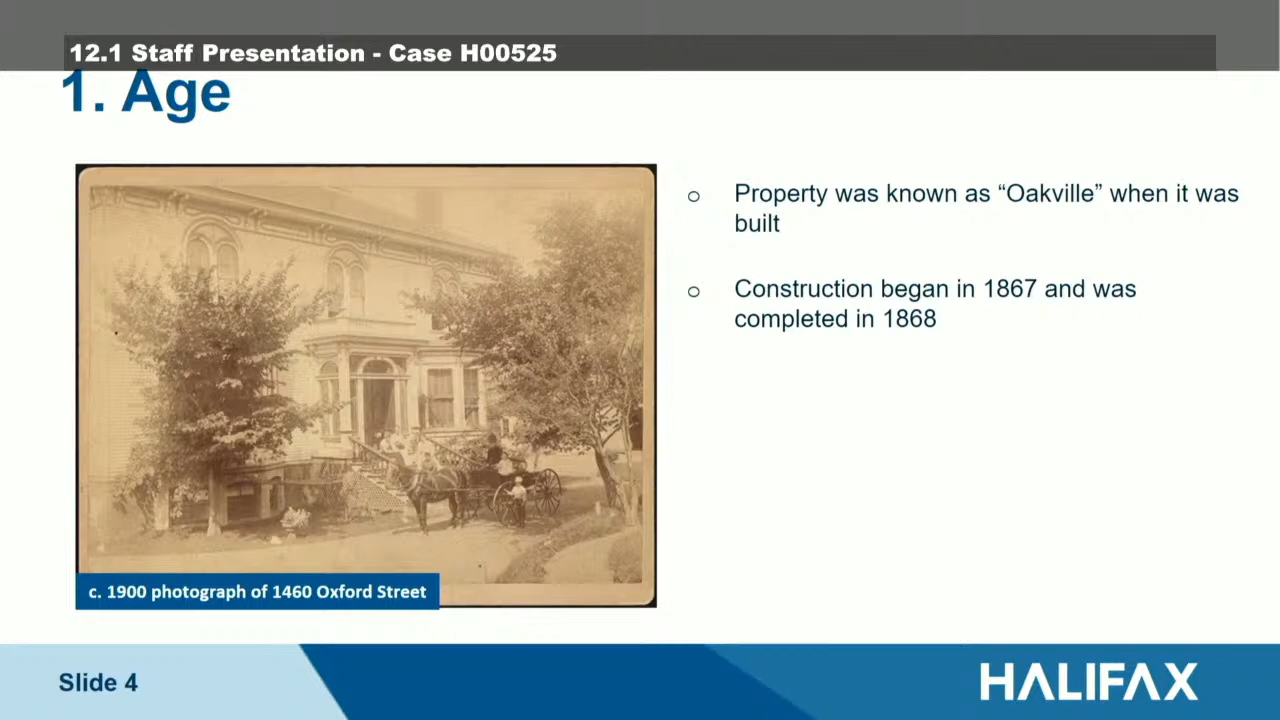 12.1 Staff Presentation - Case H00525
1. Age
o Property was known as “Oakville” when it was
built
o Construction began in 1867 and was
completed in 1868
c. 1900 photograph of 1460 Oxford Street
Slide 4
HALIFAX